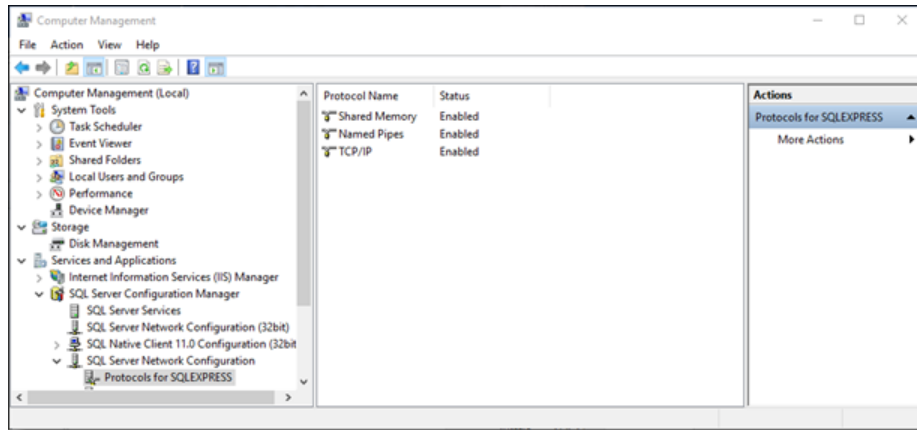 Computer Management
File Action View Help
Computer Management (Local)
System Tools
Task Scheduler
Event Viewer
Shared Folders
Local Users and Groups
Performance
Device Manager
Storage
Disk Management
Services and Applications
Internet Information Services (IIS) Manager
SQL Server Configuration Manager
SQL Server Services
SQL Server Network Configuration (32bit)
SQL Native Client 11.0 Configuration (32bit
SQL Server Network Configuration
Protocols for SQLEXPRESS
Protocol Name Status
Shared Memory Enabled
Named Pipes Enabled
TCP/IP Enabled
Actions
Protocols for SQLEXPRESS
More Actions